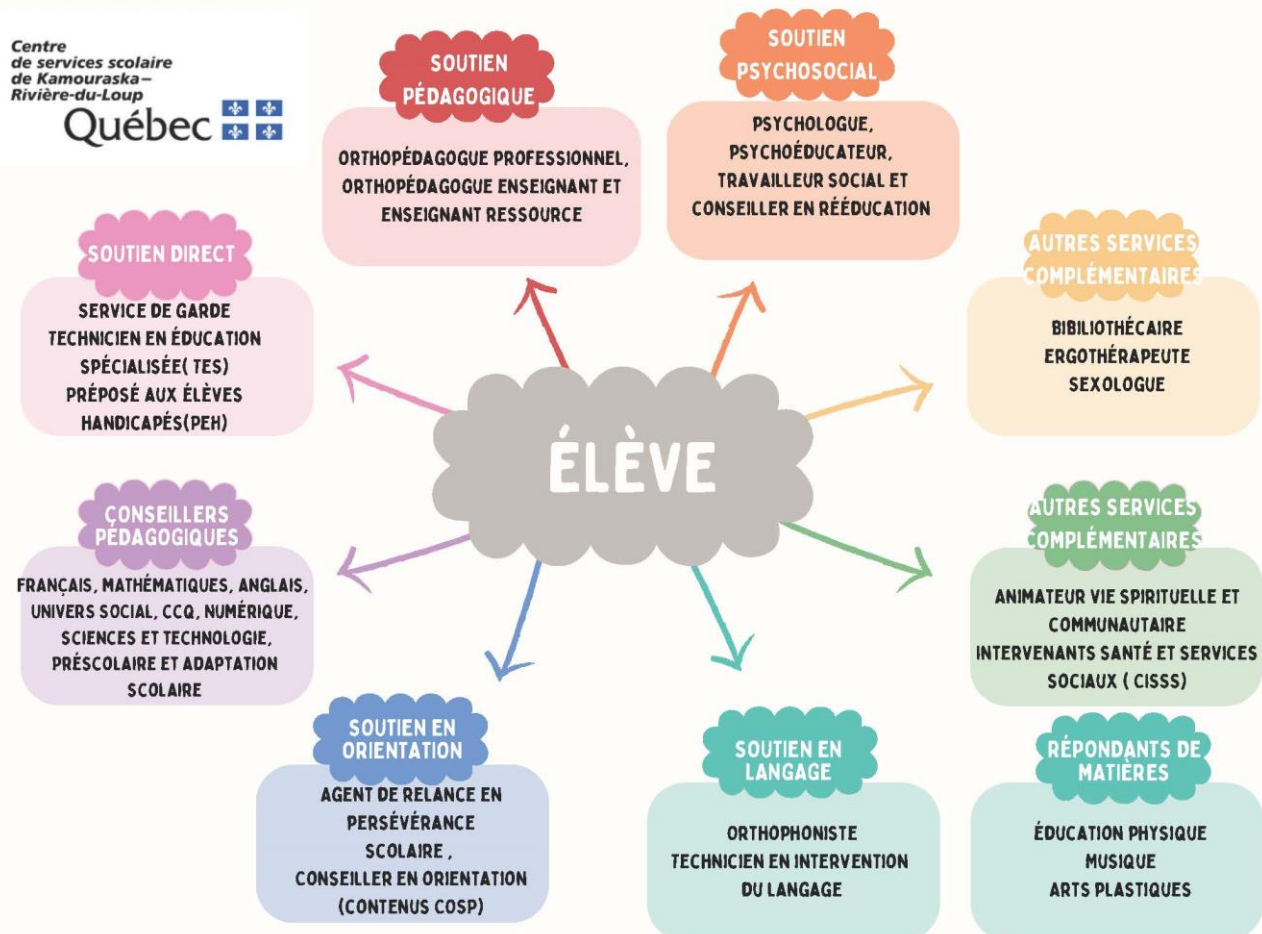 Centre
de services scolaire
de Kamouraska–
Rivière-du-Loup
Québec
SOUTIEN
PÉDAGOGIQUE
ORTHOPÉDAGOGUE PROFESSIONNEL,
ORTHOPÉDAGOGUE ENSEIGNANT ET
ENSEIGNANT RESSOURCE
SOUTIEN
PSYCHOSOCIAL
PSYCHOLOGUE,
PSYCHOÉDUCATEUR,
TRAVAILLEUR SOCIAL ET
CONSEILLER EN RÉÉDUCATION
SOUTIEN DIRECT
SERVICE DE GARDE
TECHNICIEN EN ÉDUCATION
SPÉCIALISÉE( TES)
PRÉPOSÉ AUX ÉLÈVES
HANDICAPÉS(PEH)
AUTRES SERVICES
COMPLÉMENTAIRES
BIBILIOTHÉCAIRE
ERGOTHÉRAPEUTE
SEXOLOGUE
ÉLÈVE
CONSEILLERS
PÉDAGOGIQUES
FRANÇAIS, MATHÉMATIQUES, ANGLAIS,
UNIVERS SOCIAL, CCQ, NUMÉRIQUE,
SCIENCES ET TECHNOLOGIE,
PRÉSCOLAIRE ET ADAPTATION
SCOLAIRE
AUTRES SERVICES
COMPLÉMENTAIRES
ANIMATEUR VIE SPIRITUELLE ET
COMMUNAUTAIRE
INTERVENANTS SANTÉ ET SERVICES
SOCIAUX ( CISSS)
SOUTIEN EN
ORIENTATION
AGENT DE RELANCE EN
PERSÉVÉRANCE
SCOLAIRE ,
CONSEILLER EN ORIENTATION
(CONTENUS COSP)
SOUTIEN EN
LANGAGE
ORTHOPHONISTE
TECHNICIEN EN INTERVENTION
DU LANGAGE
RÉPONDANTS DE
MATIÈRES
ÉDUCATION PHYSIQUE
MUSIQUE
ARTS PLASTIQUES